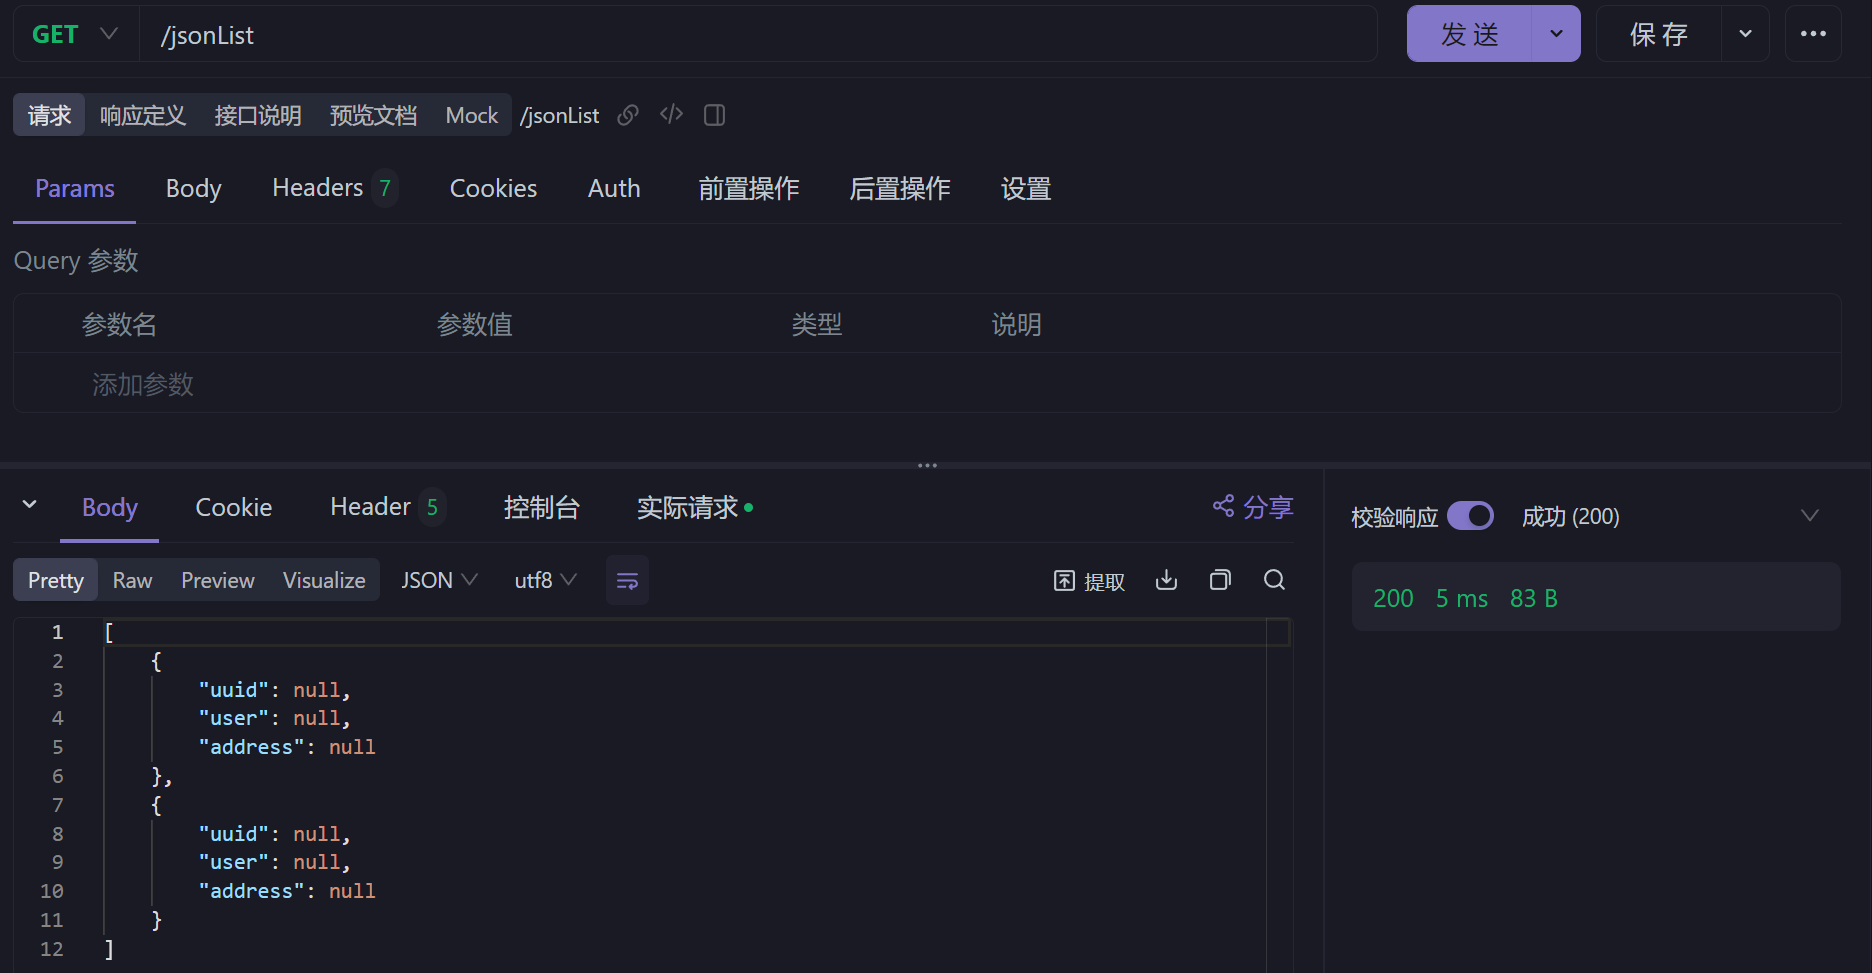 GET /jsonList 发送 保存
请求 响应定义 接口说明 预览文档 Mock /jsonList
Params Body Headers 7 Cookies Auth 前置操作 后置操作 设置
Query 参数
参数名 参数值 类型 说明
添加参数
Body Cookie Header 5 控制台 实际请求 分享
校验响应 成功 (200)
Pretty Raw Preview Visualize JSON utf8 提取
200 5 ms 83 B
1 [
2 {
3 "uuid": null,
4 "user": null,
5 "address": null
6 },
7 {
8 "uuid": null,
9 "user": null,
10 "address": null
11 }
12 ]